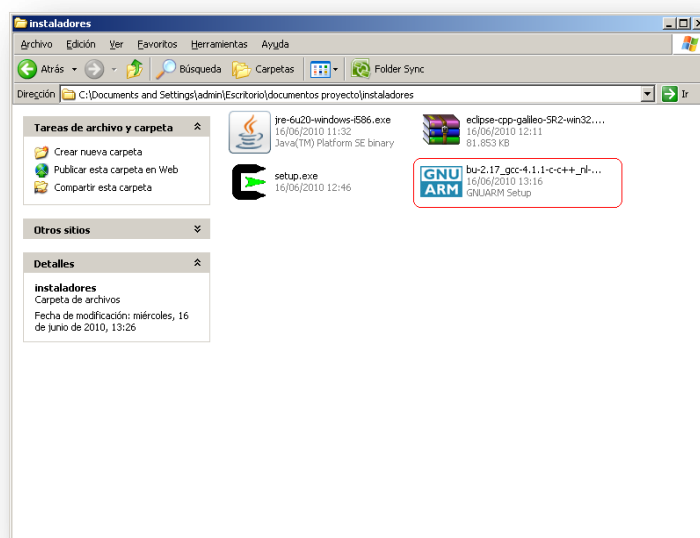 instaladores
Archivo Edición Ver Favoritos Herramientas Ayuda
Atrás Búsqueda Carpetas Folder Sync
Dirección C:\Documents and Settings\admin\Escritorio\documentos proyecto\instaladores Ir
Tareas de archivo y carpeta
Crear nueva carpeta
Publicar esta carpeta en Web
Compartir esta carpeta
Otros sitios
Detalles
instaladores
Carpeta de archivos
Fecha de modificación: miércoles, 16
de junio de 2010, 13:26
jre-6u20-windows-i586.exe
16/06/2010 11:32
Java(TM) Platform SE binary
eclipse-cpp-galileo-SR2-win32....
16/06/2010 12:11
81.853 KB
setup.exe
16/06/2010 12:46
GNU
ARM
bu-2.17_gcc-4.1.1-c-c++_nl-...
16/06/2010 13:16
GNUARM Setup